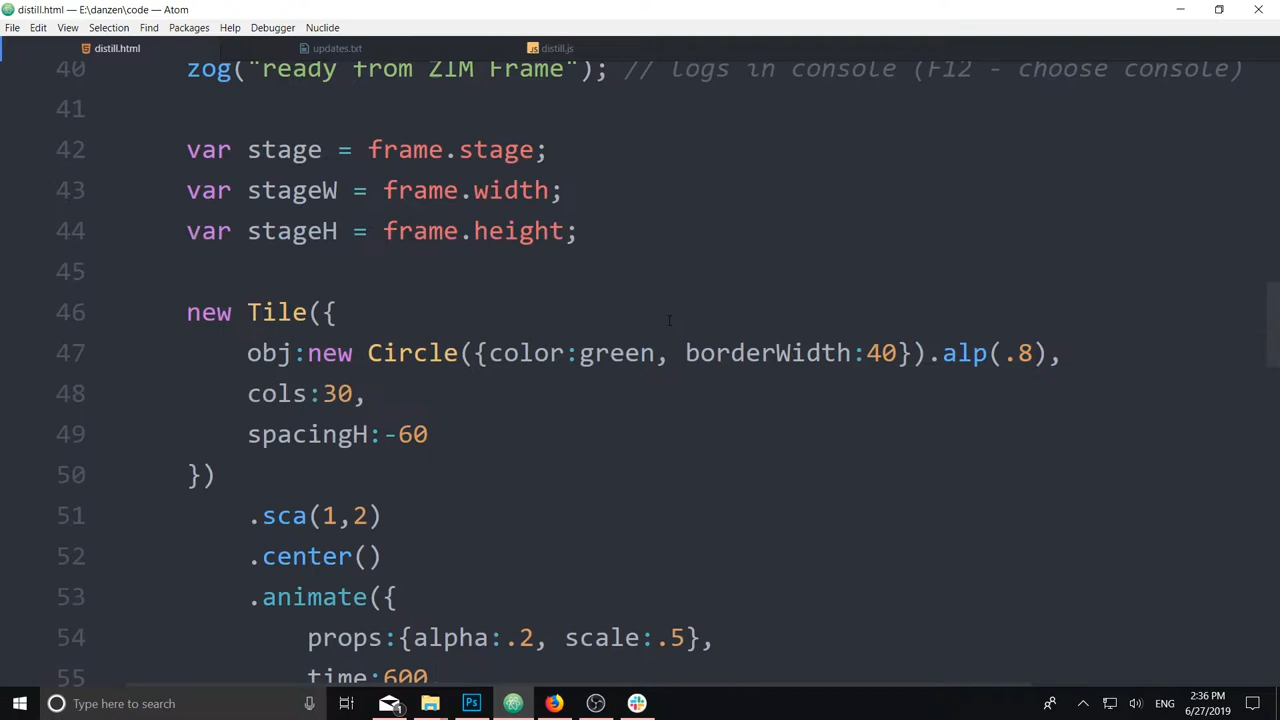 distill.html — E:\danzen\code — Atom
File Edit View Selection Find Packages Help Debugger Nuclide
distill.html updates.txt distill.js
40 zog("ready from ZIM Frame"); // logs in console (F12 - choose console)
41
42 var stage = frame.stage;
43 var stageW = frame.width;
44 var stageH = frame.height;
45
46 new Tile({
47 obj:new Circle({color:green, borderWidth:40}).alp(.8),
48 cols:30,
49 spacingH:-60
50 })
51 .sca(1,2)
52 .center()
53 .animate({
54 props:{alpha:.2, scale:.5},
55 time:600
Type here to search
1
Ps
ENG
2:36 PM
6/27/2019